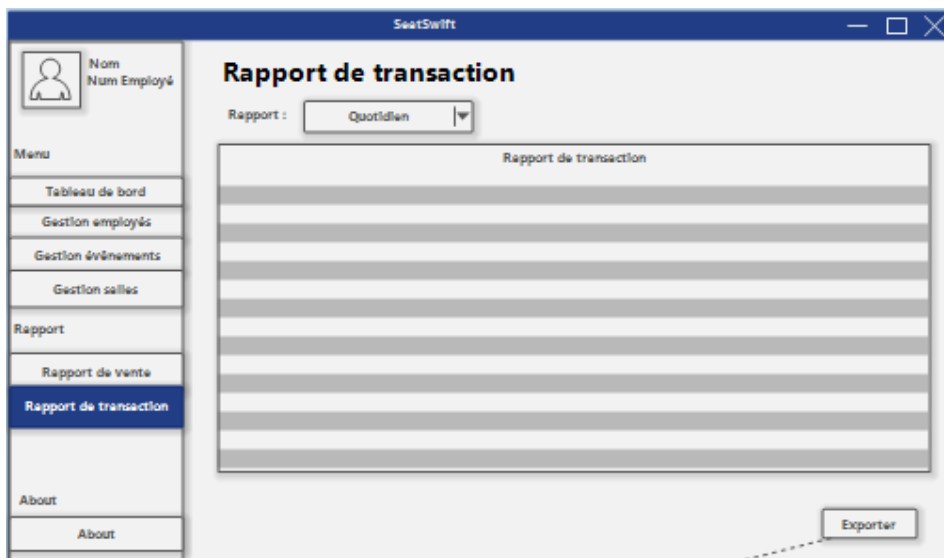 SeatSwift
Nom
Num Employé
Menu
Tableau de bord
Gestion employés
Gestion événements
Gestion salles
Rapport
Rapport de vente
Rapport de transaction
About
About
Rapport de transaction
Rapport :
Quotidien
Rapport de transaction
Exporter